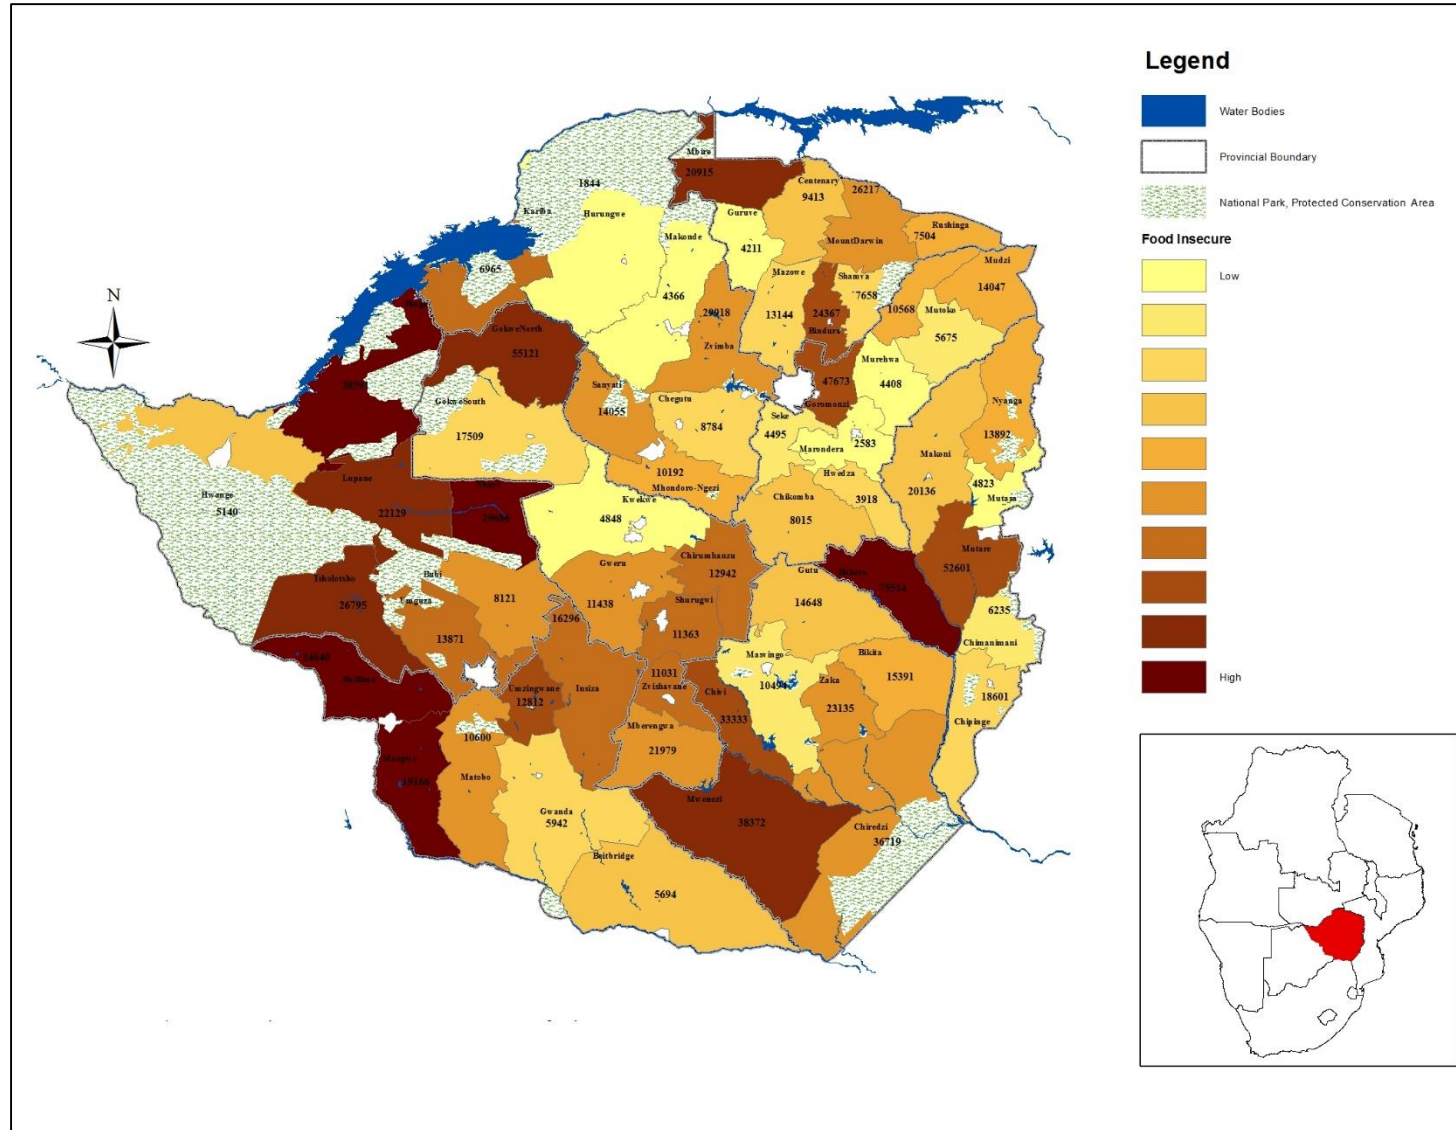 Legend
Water Bodies
Provincial Boundary
National Park, Protected Conservation Area
Food Insecure
Low
High
N
Mbire
20915
Centenary
9413
26217
1844
Kariba
Hurungwe
Guruve
4211
Makonde
MountDarwin
Rushinga
7504
Mudzi
14047
6965
Mazowe
13144
Shamva
7658
10568
Mutoko
5675
4366
29918
Zvimba
24367
Bindura
GokweNorth
55121
Murehwa
4408
47673
Goromonzi
Sanyati
14055
Chegutu
8784
Seke
4495
2583
Marondera
Nyanga
13892
GokweSouth
17509
Makoni
20136
10192
Mhondoro-Ngezi
Hwedza
3918
4823
Mutasa
Lupane
22129
Hwange
5140
Kwekwe
4848
Chikomba
8015
Chirumhanzu
12942
Mutare
52601
Gweru
11438
Gutu
14648
Tsholotsho
26795
Bubi
8121
Umguza
13871
16296
Shurugwi
11363
6235
Chimanimani
Masvingo
10494
Bikita
15391
Zaka
23135
11031
Zvishavane
Chivi
33333
18601
Chipinge
Umzingwane
12812
Insiza
Mberengwa
21979
10600
Matobo
Mwenezi
38372
Gwanda
5942
Chiredzi
36719
Beitbridge
5694